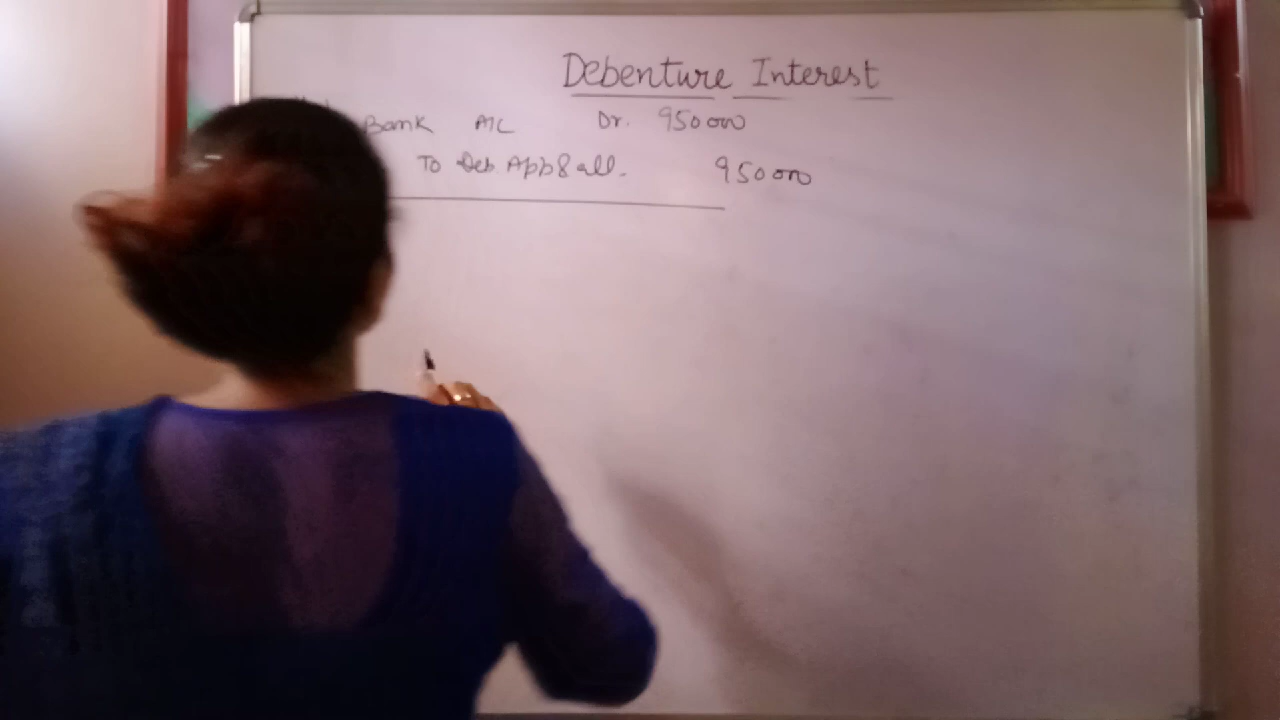 Debenture Interest
Bank A/C Dr. 95000
To Deb App & all. 95000